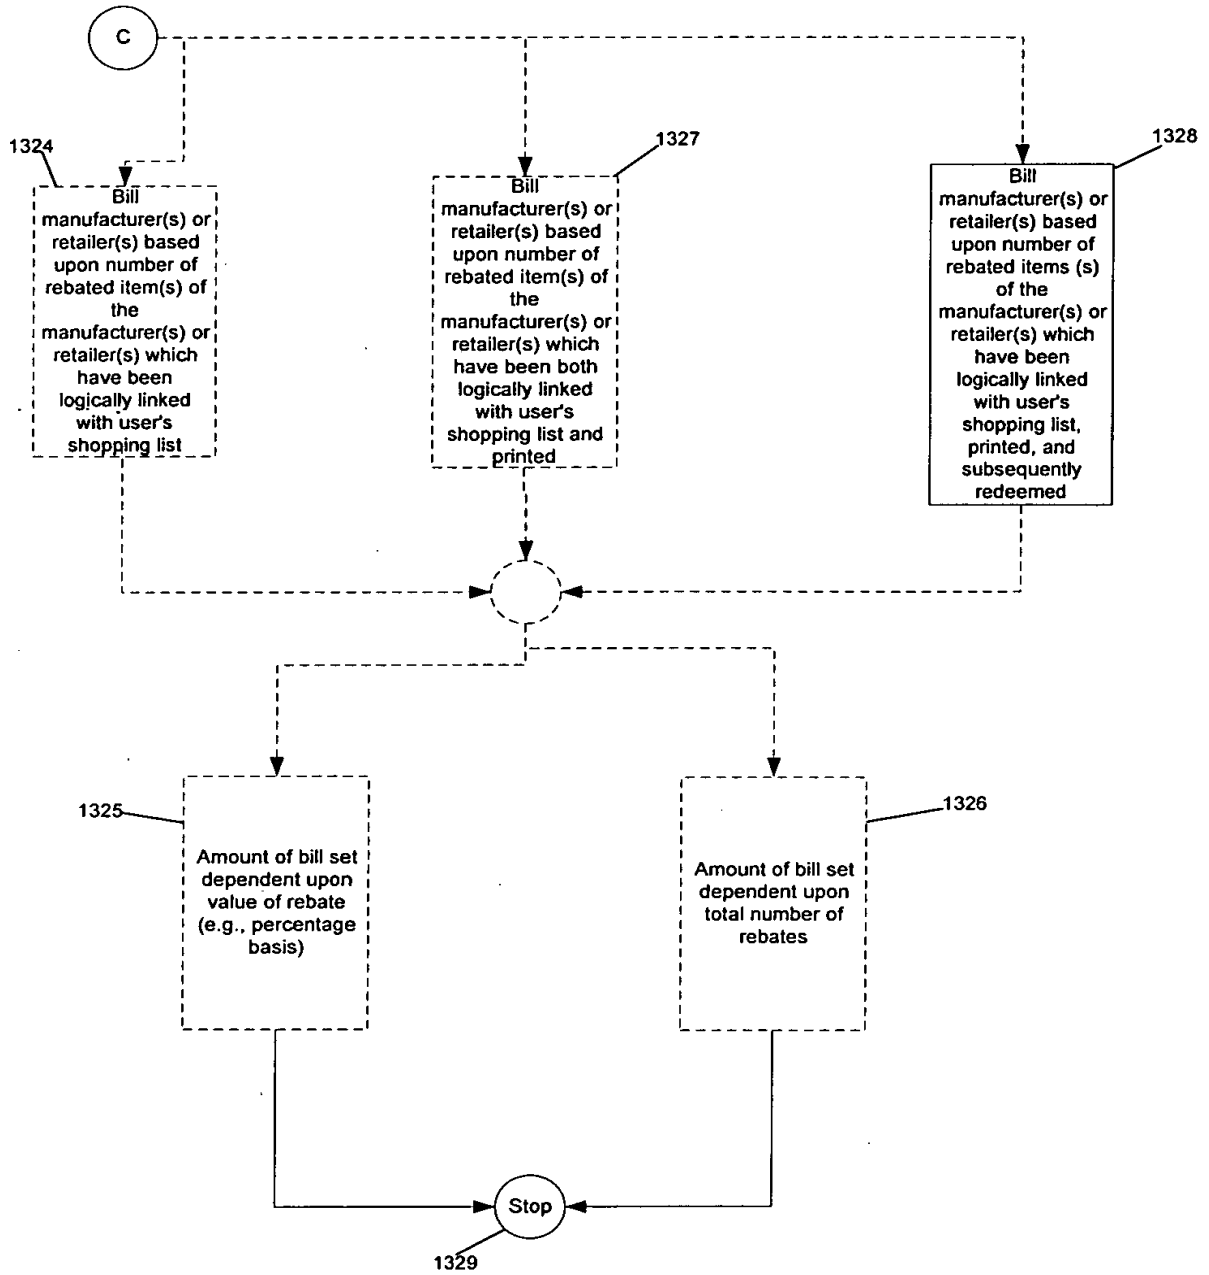 C
1324
Bill
manufacturer(s) or
retailer(s) based
upon number of
rebated item(s) of
the
manufacturer(s) or
retailer(s) which
have been
logically linked
with user's
shopping list
1327
Bill
manufacturer(s) or
retailer(s) based
upon number of
rebated item(s) of
the
manufacturer(s) or
retailer(s) which
have been both
logically linked
with user's
shopping list and
printed
1328
Bill
manufacturer(s) or
retailer(s) based
upon number of
rebated items (s)
of the
manufacturer(s) or
retailer(s) which
have been
logically linked
with user's
shopping list,
printed, and
subsequently
redeemed
1325
Amount of bill set
dependent upon
value of rebate
(e.g., percentage
basis)
1326
Amount of bill set
dependent upon
total number of
rebates
Stop
1329